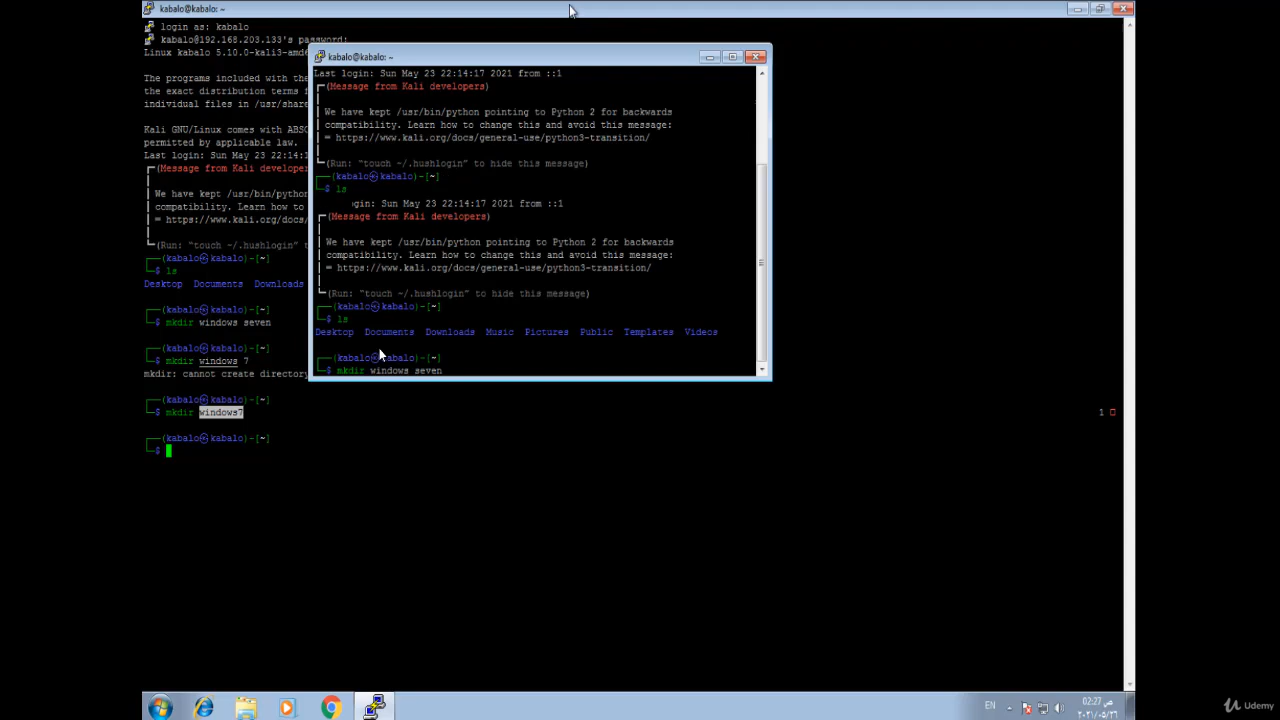 kabalo@kabalo: ~
login as: kabalo
kabalo@192.168.203.133's password:
Linux kabalo 5.10.0-kali3-amd6
The programs included with the
the exact distribution terms f
individual files in /usr/share
Kali GNU/Linux comes with ABSO
permitted by applicable law.
Last login: Sun May 23 22:14:1
(Message from Kali developers
We have kept /usr/bin/python
compatibility. Learn how to
= https://www.kali.org/docs/
(Run: "touch ~/.hushlogin" t
(kabalo㉿kabalo)-[~]
$ ls
Desktop Documents Downloads
(kabalo㉿kabalo)-[~]
$ mkdir windows seven
(kabalo㉿kabalo)-[~]
$ mkdir windows 7
mkdir: cannot create directory
(kabalo㉿kabalo)-[~]
$ mkdir windows7
(kabalo㉿kabalo)-[~]
$
kabalo@kabalo: ~
Last login: Sun May 23 22:14:17 2021 from ::1
(Message from Kali developers)
We have kept /usr/bin/python pointing to Python 2 for backwards
compatibility. Learn how to change this and avoid this message:
= https://www.kali.org/docs/general-use/python3-transition/
(Run: "touch ~/.hushlogin" to hide this message)
(kabalo㉿kabalo)-[~]
$ ls
gin: Sun May 23 22:14:17 2021 from ::1
(Message from Kali developers)
We have kept /usr/bin/python pointing to Python 2 for backwards
compatibility. Learn how to change this and avoid this message:
= https://www.kali.org/docs/general-use/python3-transition/
(Run: "touch ~/.hushlogin" to hide this message)
(kabalo㉿kabalo)-[~]
$ ls
Desktop Documents Downloads Music Pictures Public Templates Videos
(kabalo㉿kabalo)-[~]
$ mkdir windows seven
1
EN
02:27 ص
٢٠٢١/٠٥/٢٦
Udemy